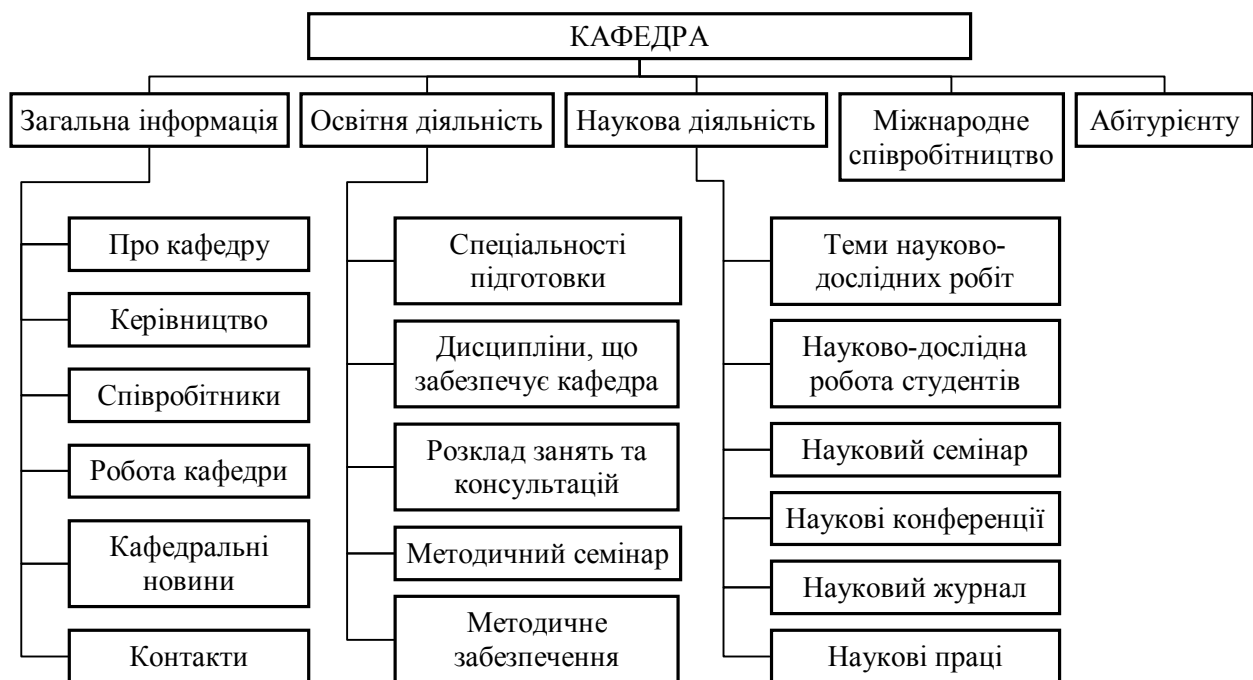 КАФЕДРА
Загальна інформація
Освітня діяльність
Наукова діяльність
Міжнародне
співробітництво
Абітурієнту
Про кафедру
Керівництво
Співробітники
Робота кафедри
Кафедральні
новини
Контакти
Спеціальності
підготовки
Дисципліни, що
забезпечує кафедра
Розклад занять та
консультацій
Методичний семінар
Методичне
забезпечення
Теми науково-
дослідних робіт
Науково-дослідна
робота студентів
Науковий семінар
Наукові конференції
Науковий журнал
Наукові праці